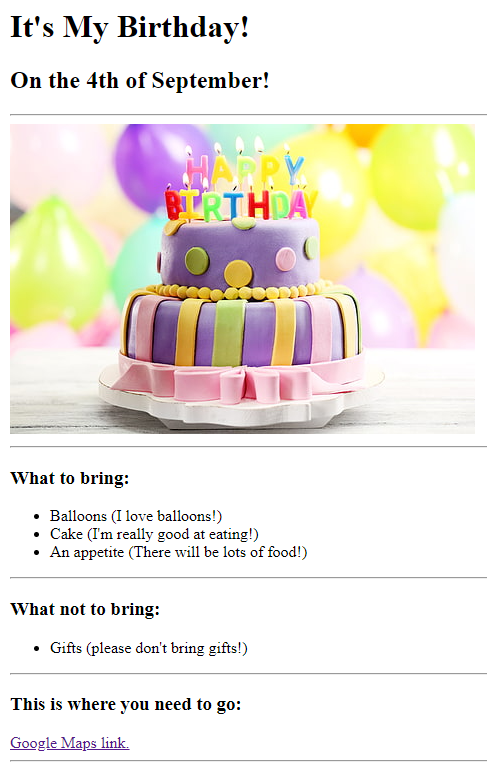 It's My Birthday!
On the 4th of September!
HAPPY
BIRTHDAY
What to bring:
Balloons (I love balloons!)
Cake (I'm really good at eating!)
An appetite (There will be lots of food!)
What not to bring:
Gifts (please don't bring gifts!)
This is where you need to go:
Google Maps link.